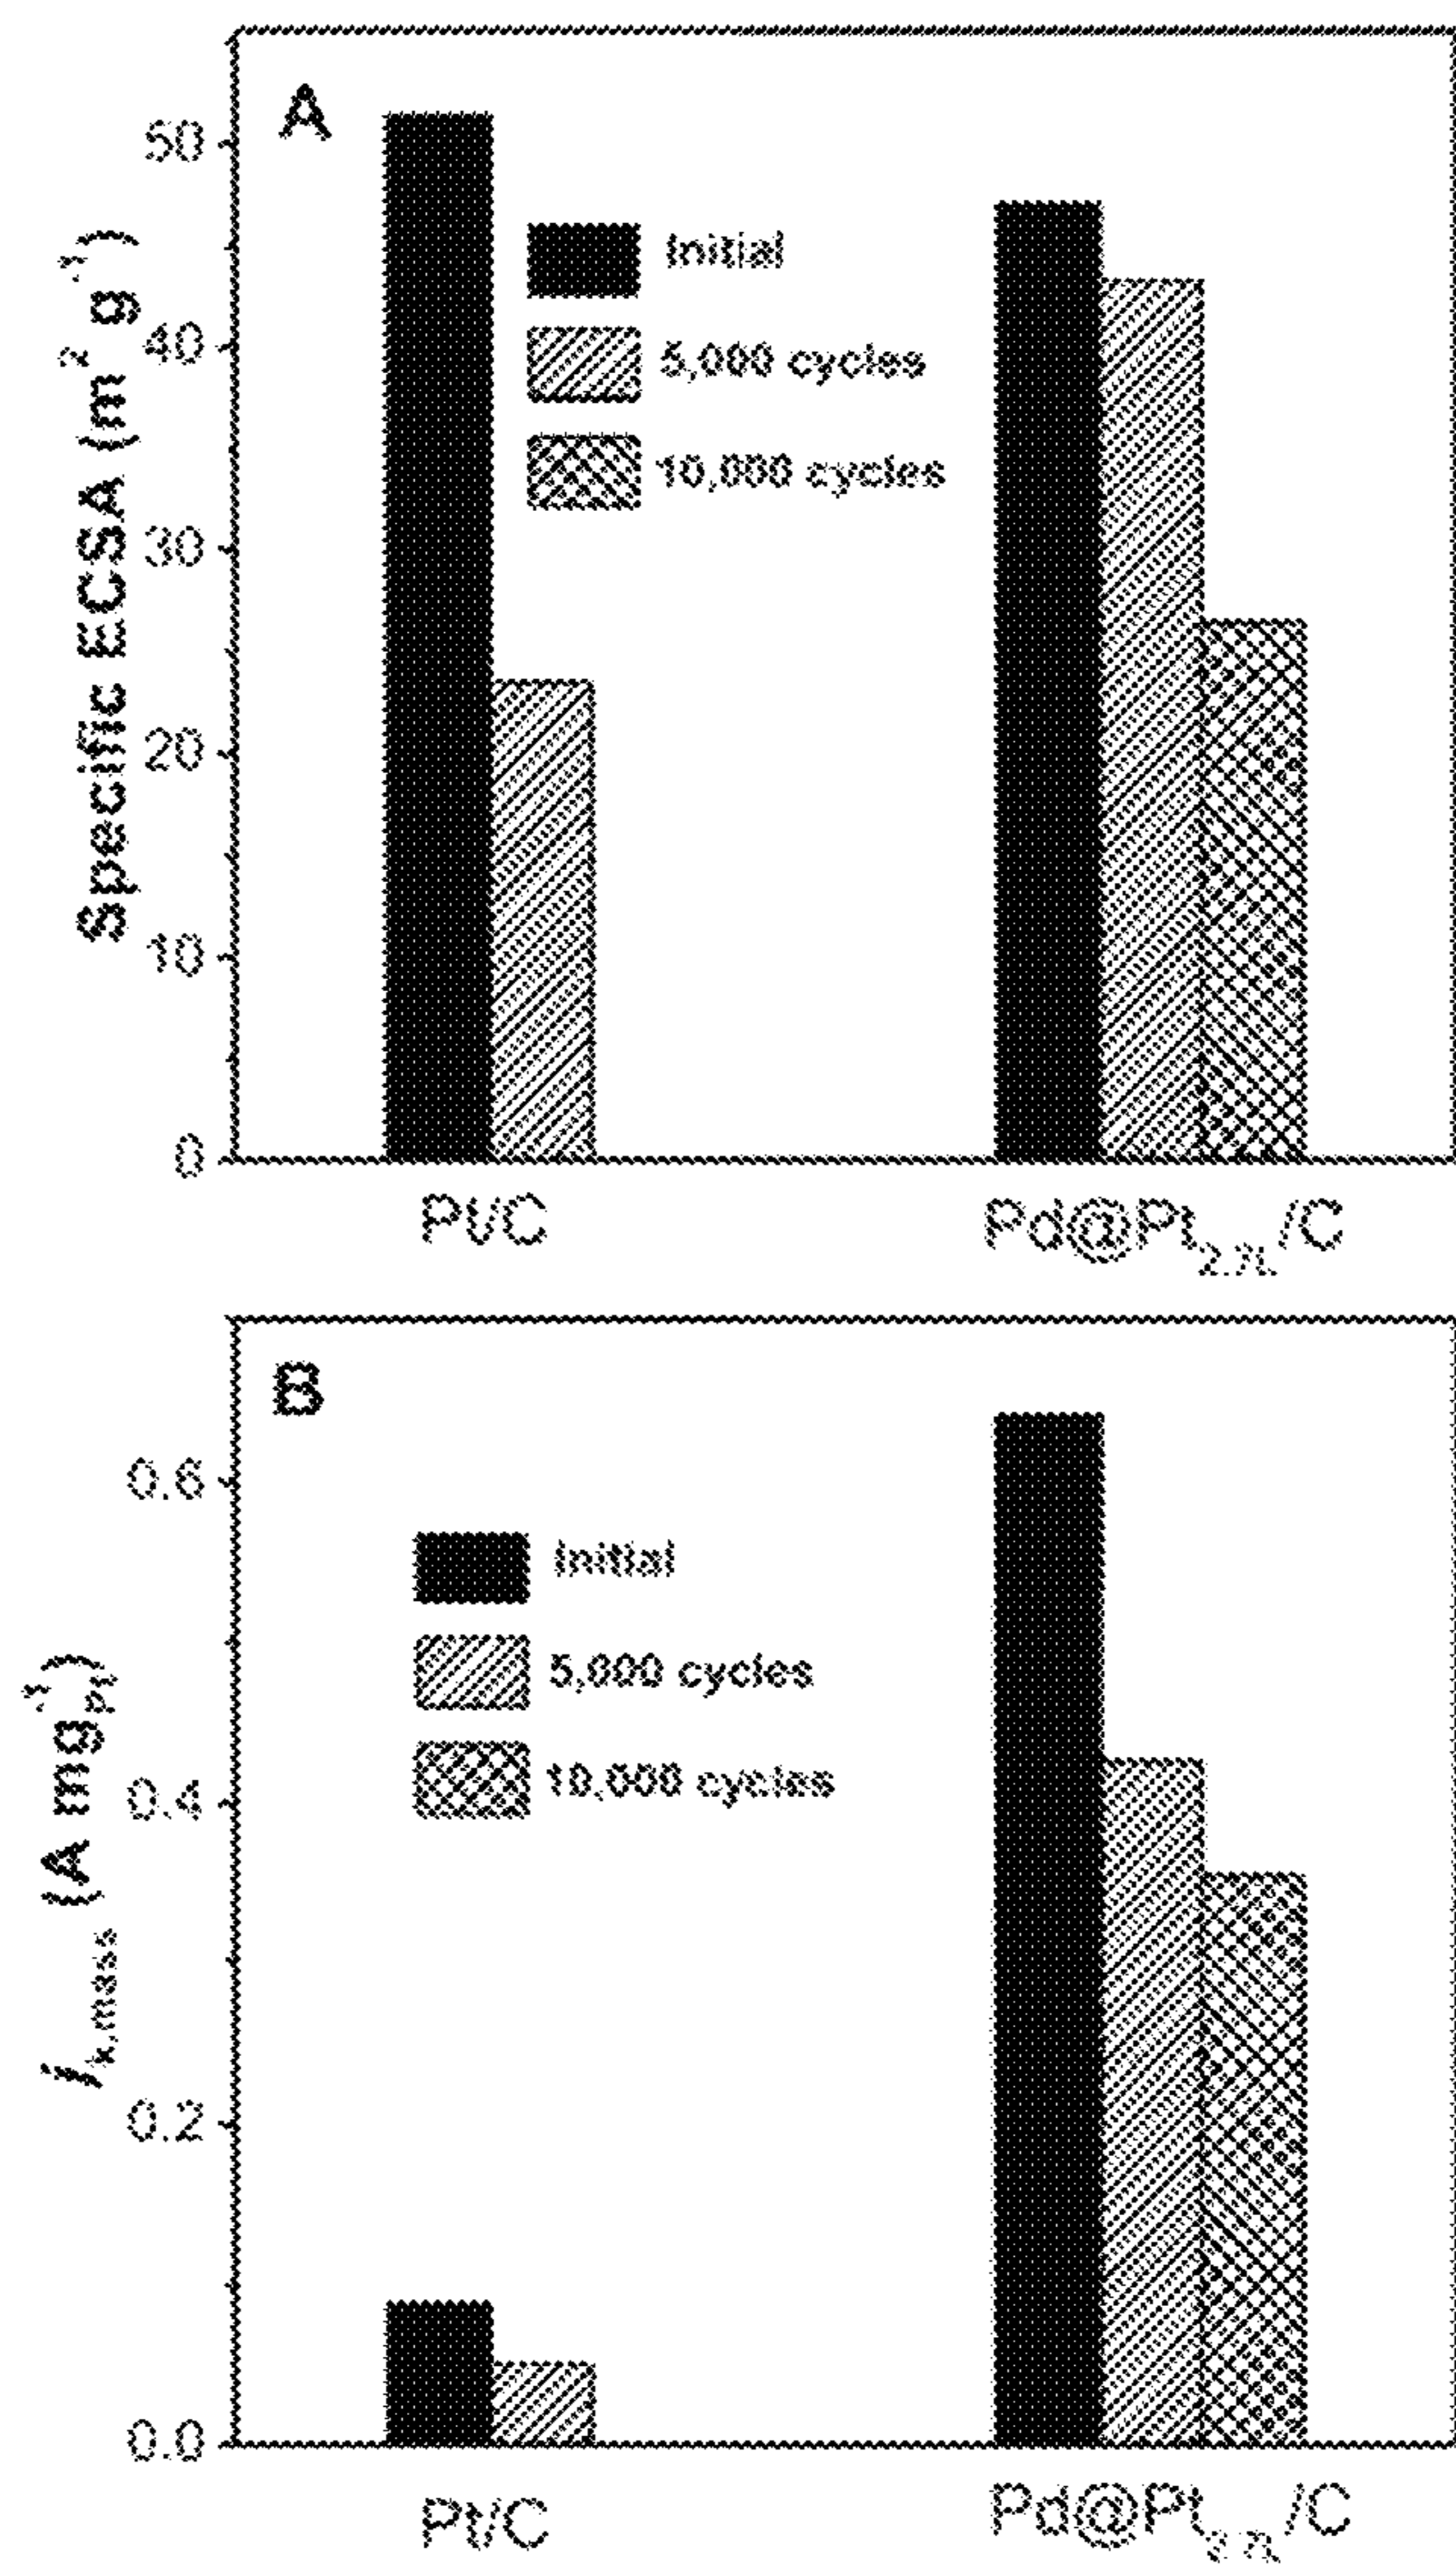 A
Specific ECSA (m² g⁻¹)
50
40
30
20
10
0
Initial
5,000 cycles
10,000 cycles
Pt/C
Pd@Pt /C
B
j k,mass (A mg Pt⁻¹)
0.6
0.4
0.2
0.0
Initial
5,000 cycles
10,000 cycles
Pt/C
Pd@Pt /C